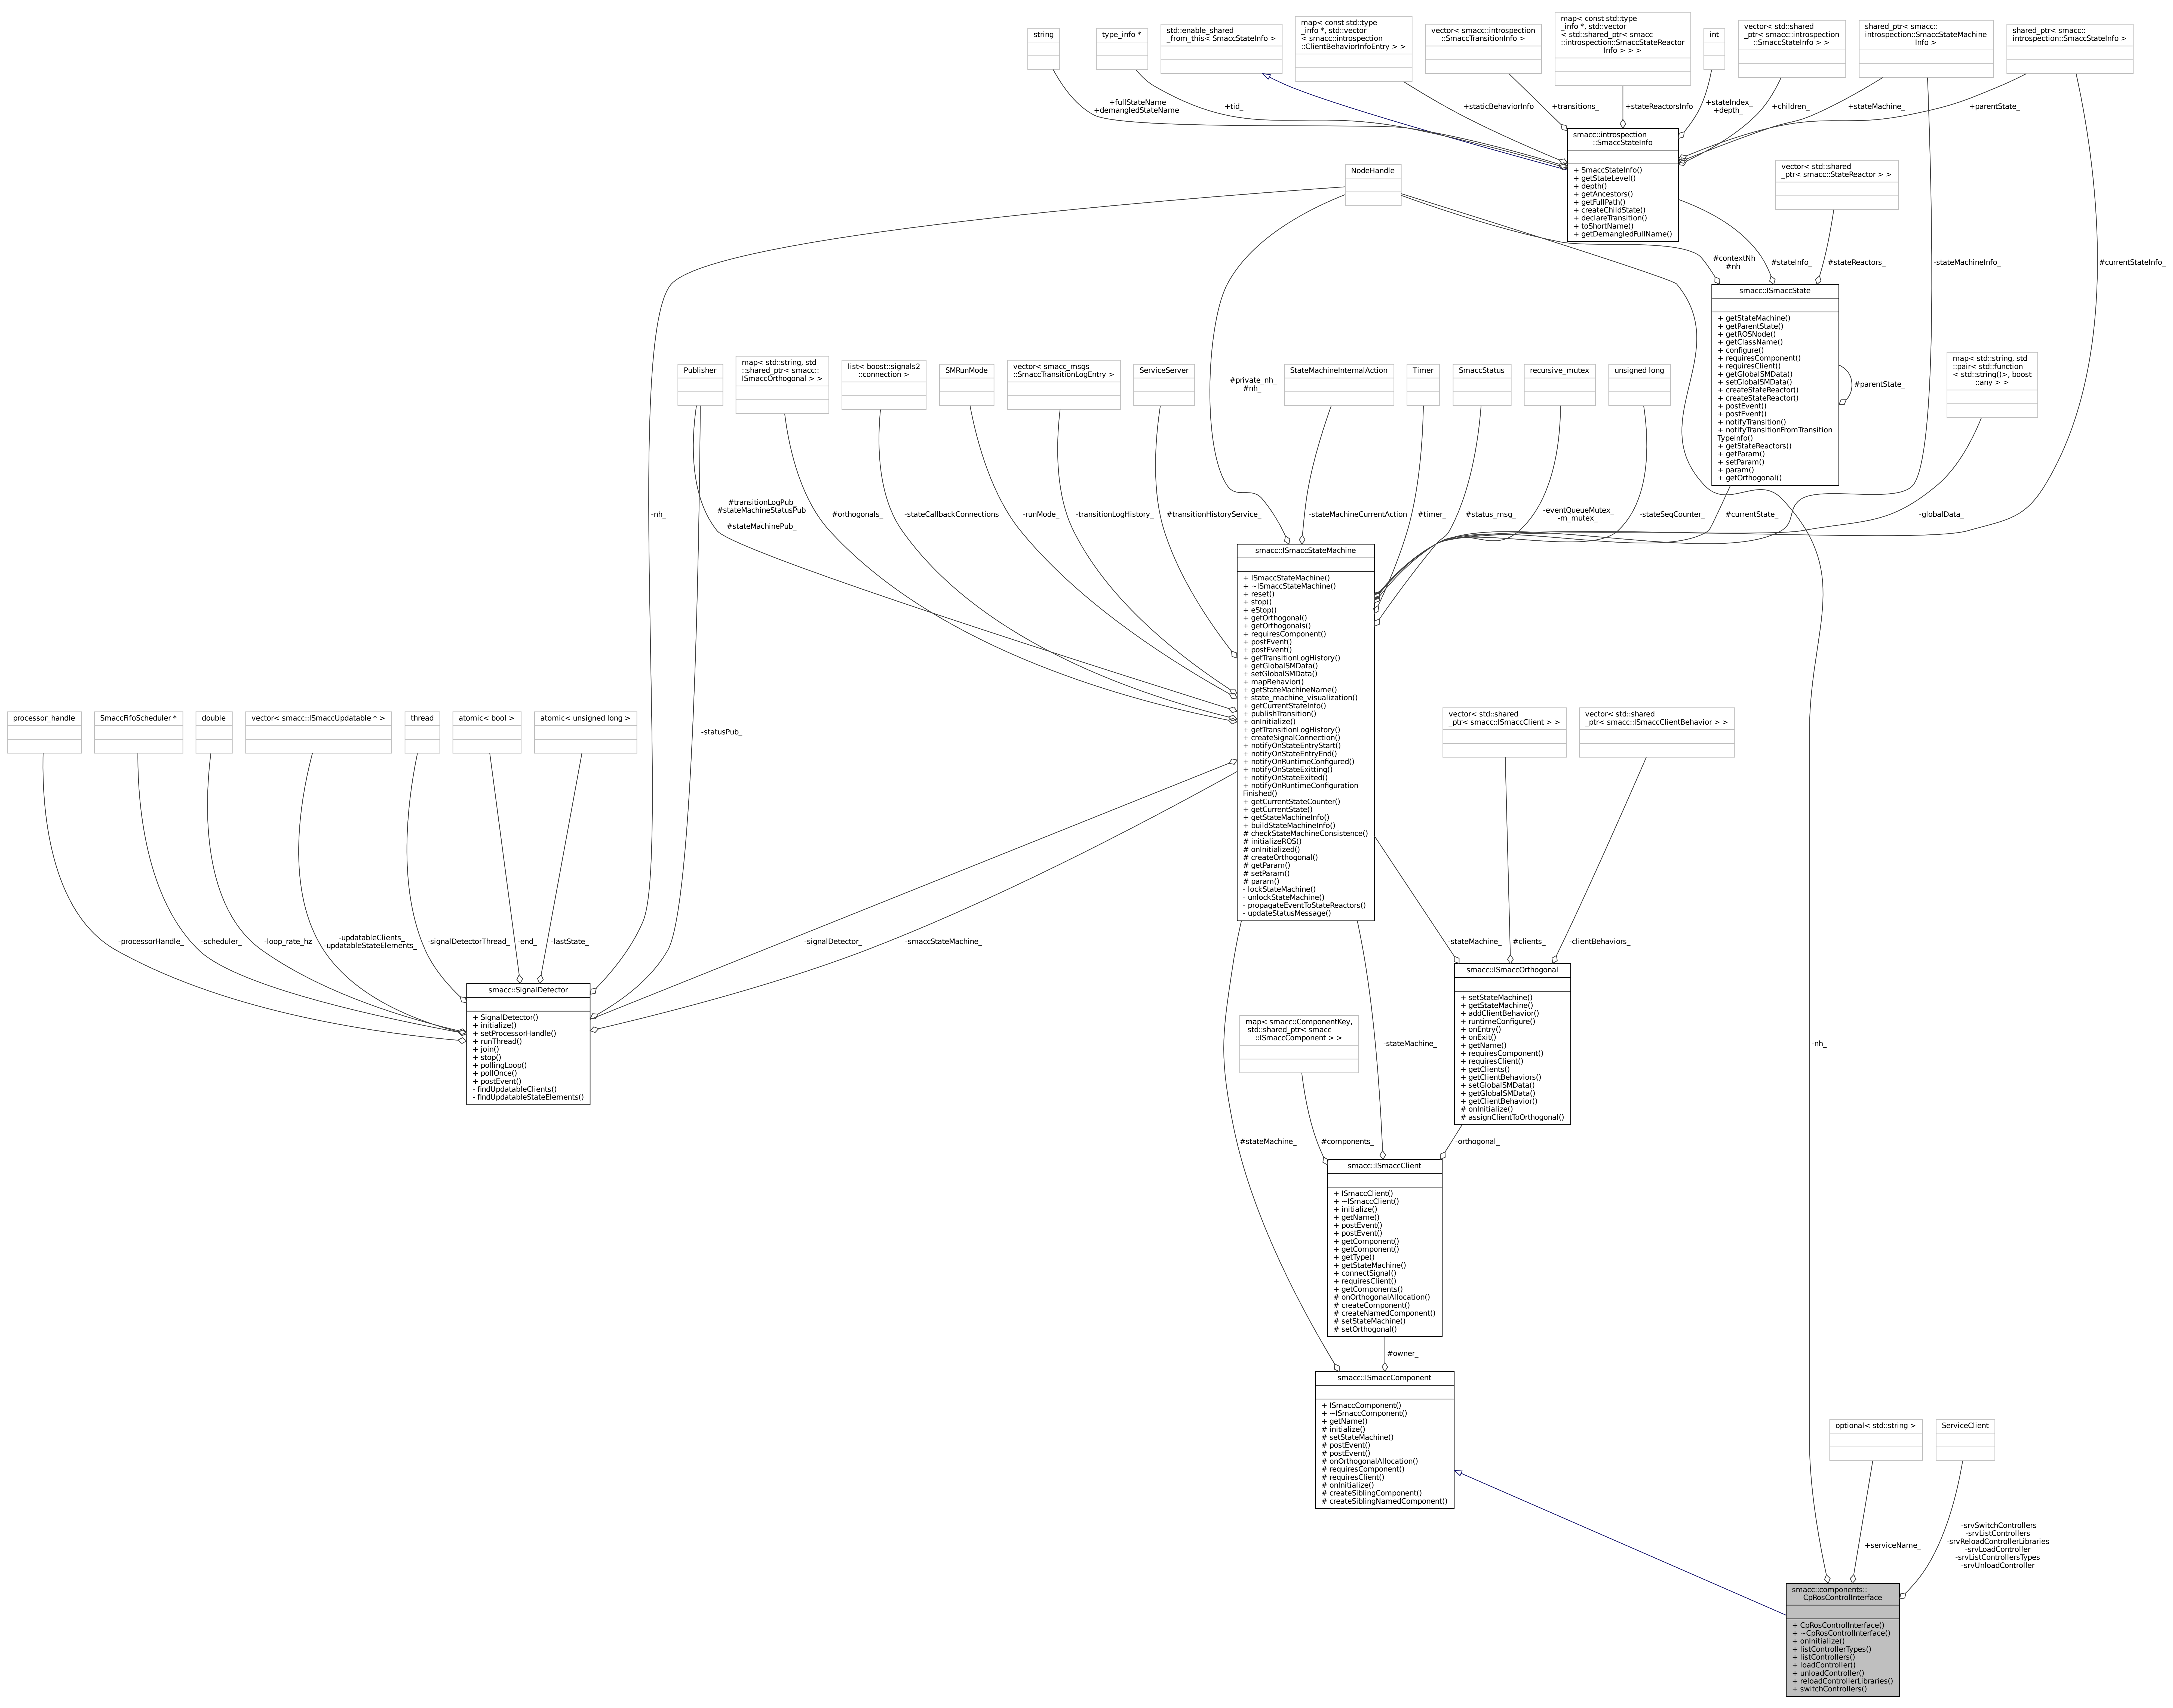 string
type_info *
std::enable_shared
_from_this< SmaccStateInfo >
map< const std::type
_info *, std::vector
< smacc::introspection
::ClientBehaviorInfoEntry > >
vector< smacc::introspection
::SmaccTransitionInfo >
map< const std::type
_info *, std::vector
< std::shared_ptr< smacc
::introspection::SmaccStateReactor
Info > > >
int
vector< std::shared
_ptr< smacc::introspection
::SmaccStateInfo > >
shared_ptr< smacc::
introspection::SmaccStateMachine
Info >
shared_ptr< smacc::
introspection::SmaccStateInfo >
+fullStateName
+demangledStateName
+tid_
+staticBehaviorInfo
+transitions_
+stateReactorsInfo
+stateIndex_
+depth_
+children_
+stateMachine_
+parentState_
smacc::introspection
::SmaccStateInfo
+ SmaccStateInfo()
+ getStateLevel()
+ depth()
+ getAncestors()
+ getFullPath()
+ createChildState()
+ declareTransition()
+ toShortName()
+ getDemangledFullName()
NodeHandle
vector< std::shared
_ptr< smacc::StateReactor > >
#contextNh
#nh
#stateInfo_
#stateReactors_
-stateMachineInfo_
#currentStateInfo_
smacc::ISmaccState
+ getStateMachine()
+ getParentState()
+ getROSNode()
+ getClassName()
+ configure()
+ requiresComponent()
+ requiresClient()
+ getGlobalSMData()
+ setGlobalSMData()
+ createStateReactor()
+ createStateReactor()
+ postEvent()
+ postEvent()
+ notifyTransition()
+ notifyTransitionFromTransition
TypeInfo()
+ getStateReactors()
+ getParam()
+ setParam()
+ param()
+ getOrthogonal()
#parentState_
Publisher
map< std::string, std
::shared_ptr< smacc::
ISmaccOrthogonal > >
list< boost::signals2
::connection >
SMRunMode
vector< smacc_msgs
::SmaccTransitionLogEntry >
ServiceServer
#private_nh_
#nh_
StateMachineInternalAction
Timer
SmaccStatus
recursive_mutex
unsigned long
map< std::string, std
::pair< std::function
< std::string()>, boost
::any > >
-nh_
#transitionLogPub_
#stateMachineStatusPub
_
#stateMachinePub_
#orthogonals_
-stateCallbackConnections
-runMode_
-transitionLogHistory_
#transitionHistoryService_
-stateMachineCurrentAction
#timer_
#status_msg_
-eventQueueMutex_
-m_mutex_
-stateSeqCounter_
#currentState_
-globalData_
smacc::ISmaccStateMachine
+ ISmaccStateMachine()
+ ~ISmaccStateMachine()
+ reset()
+ stop()
+ eStop()
+ getOrthogonal()
+ getOrthogonals()
+ requiresComponent()
+ postEvent()
+ postEvent()
+ getTransitionLogHistory()
+ getGlobalSMData()
+ setGlobalSMData()
+ mapBehavior()
+ getStateMachineName()
+ state_machine_visualization()
+ getCurrentStateInfo()
+ publishTransition()
+ onInitialize()
+ getTransitionLogHistory()
+ createSignalConnection()
+ notifyOnStateEntryStart()
+ notifyOnStateEntryEnd()
+ notifyOnRuntimeConfigured()
+ notifyOnStateExitting()
+ notifyOnStateExited()
+ notifyOnRuntimeConfiguration
Finished()
+ getCurrentStateCounter()
+ getCurrentState()
+ getStateMachineInfo()
+ buildStateMachineInfo()
# checkStateMachineConsistence()
# initializeROS()
# onInitialized()
# createOrthogonal()
# getParam()
# setParam()
# param()
- lockStateMachine()
- unlockStateMachine()
- propagateEventToStateReactors()
- updateStatusMessage()
processor_handle
SmaccFifoScheduler *
double
vector< smacc::ISmaccUpdatable * >
thread
atomic< bool >
atomic< unsigned long >
-statusPub_
vector< std::shared
_ptr< smacc::ISmaccClient > >
vector< std::shared
_ptr< smacc::ISmaccClientBehavior > >
-processorHandle_
-scheduler_
-loop_rate_hz
-updatableClients_
-updatableStateElements_
-signalDetectorThread_
-end_
-lastState_
-signalDetector_
-smaccStateMachine_
-stateMachine_
#clients_
-clientBehaviors_
smacc::SignalDetector
+ SignalDetector()
+ initialize()
+ setProcessorHandle()
+ runThread()
+ join()
+ stop()
+ pollingLoop()
+ pollOnce()
+ postEvent()
- findUpdatableClients()
- findUpdatableStateElements()
smacc::ISmaccOrthogonal
+ setStateMachine()
+ getStateMachine()
+ addClientBehavior()
+ runtimeConfigure()
+ onEntry()
+ onExit()
+ getName()
+ requiresComponent()
+ requiresClient()
+ getClients()
+ getClientBehaviors()
+ setGlobalSMData()
+ getGlobalSMData()
+ getClientBehavior()
# onInitialize()
# assignClientToOrthogonal()
map< smacc::ComponentKey,
std::shared_ptr< smacc
::ISmaccComponent > >
-stateMachine_
-nh_
#stateMachine_
#components_
-orthogonal_
smacc::ISmaccClient
+ ISmaccClient()
+ ~ISmaccClient()
+ initialize()
+ getName()
+ postEvent()
+ postEvent()
+ getComponent()
+ getComponent()
+ getType()
+ getStateMachine()
+ connectSignal()
+ requiresClient()
+ getComponents()
# onOrthogonalAllocation()
# createComponent()
# createNamedComponent()
# setStateMachine()
# setOrthogonal()
#owner_
smacc::ISmaccComponent
+ ISmaccComponent()
+ ~ISmaccComponent()
+ getName()
# initialize()
# setStateMachine()
# postEvent()
# postEvent()
# onOrthogonalAllocation()
# requiresComponent()
# requiresClient()
# onInitialize()
# createSiblingComponent()
# createSiblingNamedComponent()
optional< std::string >
ServiceClient
+serviceName_
-srvSwitchControllers
-srvListControllers
-srvReloadControllerLibraries
-srvLoadController
-srvListControllersTypes
-srvUnloadController
smacc::components::
CpRosControlInterface
+ CpRosControlInterface()
+ ~CpRosControlInterface()
+ onInitialize()
+ listControllerTypes()
+ listControllers()
+ loadController()
+ unloadController()
+ reloadControllerLibraries()
+ switchControllers()